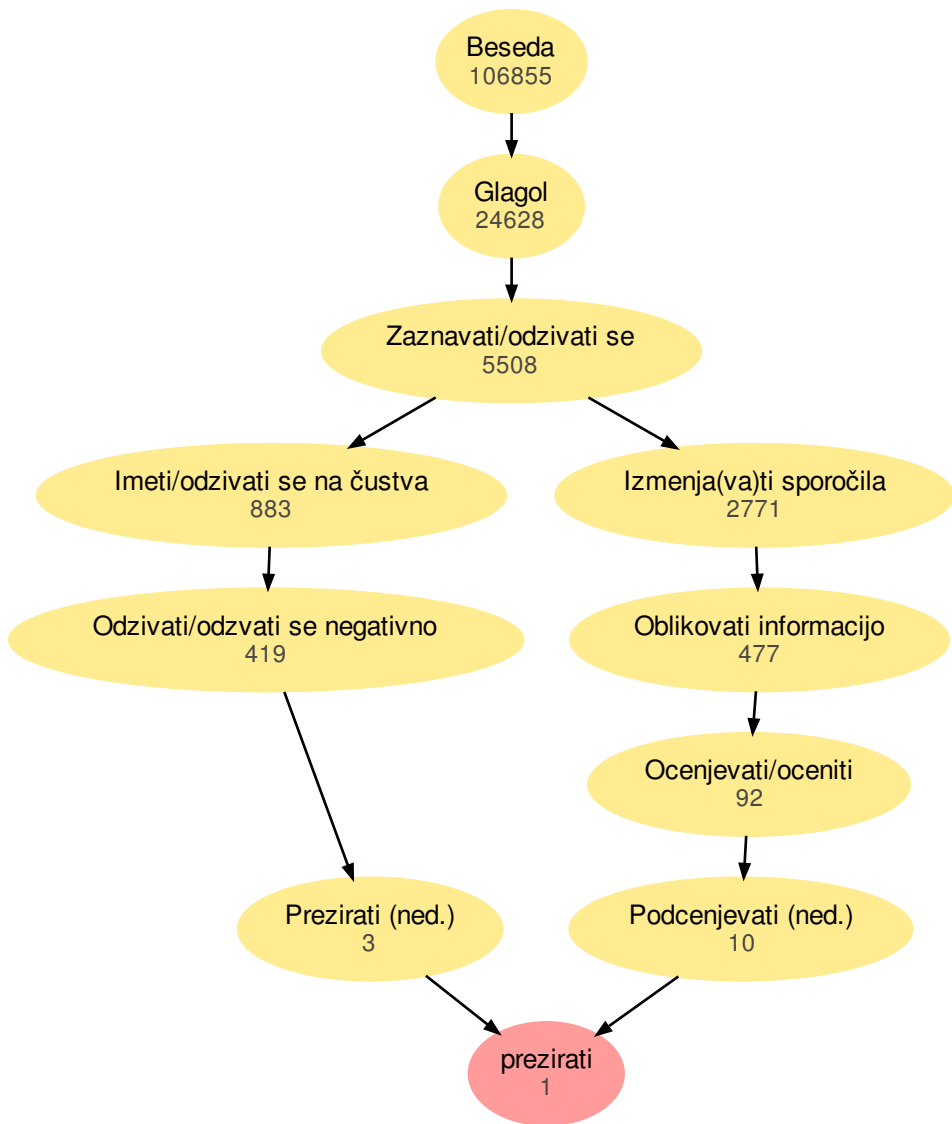 Beseda
106855
Glagol
24628
Zaznavati/odzivati se
5508
Imeti/odzivati se na čustva
883
Izmenja(va)ti sporočila
2771
Odzivati/odzvati se negativno
419
Oblikovati informacijo
477
Ocenjevati/oceniti
92
Prezirati (ned.)
3
Podcenjevati (ned.)
10
prezirati
1